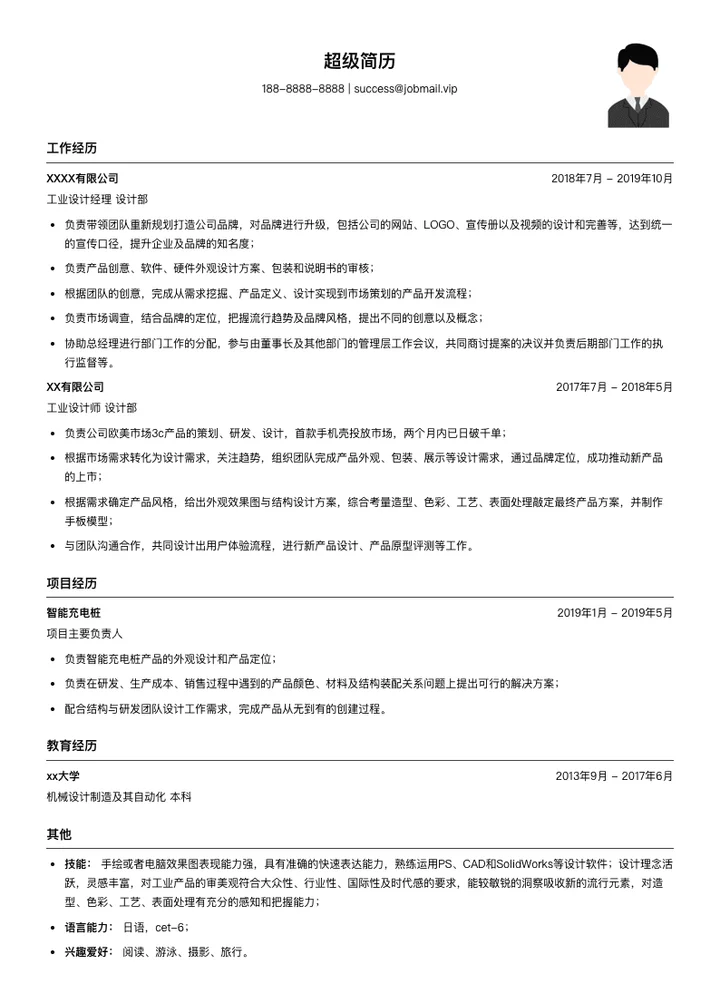 超级简历
188-8888-8888 | success@jobmail.vip
工作经历
XXXX有限公司 2018年7月 - 2019年10月
工业设计经理 设计部
• 负责带领团队重新规划打造公司品牌，对品牌进行升级，包括公司的网站、LOGO、宣传册以及视频的设计和完善等，达到统一
的宣传口径，提升企业及品牌的知名度；
• 负责产品创意、软件、硬件外观设计方案、包装和说明书的审核；
• 根据团队的创意，完成从需求挖掘、产品定义、设计实现到市场策划的产品开发流程；
• 负责市场调查，结合品牌的定位，把握流行趋势及品牌风格，提出不同的创意以及概念；
• 协助总经理进行部门工作的分配，参与由董事长及其他部门的管理层工作会议，共同商讨提案的决议并负责后期部门工作的执
行监督等。
XX有限公司 2017年7月 - 2018年5月
工业设计师 设计部
• 负责公司欧美市场3c产品的策划、研发、设计，首款手机壳投放市场，两个月内已日破千单；
• 根据市场需求转化为设计需求，关注趋势，组织团队完成产品外观、包装、展示等设计需求，通过品牌定位，成功推动新产品
的上市；
• 根据需求确定产品风格，给出外观效果图与结构设计方案，综合考量造型、色彩、工艺、表面处理敲定最终产品方案，并制作
手板模型；
• 与团队沟通合作，共同设计出用户体验流程，进行新产品设计、产品原型评测等工作。
项目经历
智能充电桩 2019年1月 - 2019年5月
项目主要负责人
• 负责智能充电桩产品的外观设计和产品定位；
• 负责在研发、生产成本、销售过程中遇到的产品颜色、材料及结构装配关系问题上提出可行的解决方案；
• 配合结构与研发团队设计工作需求，完成产品从无到有的创建过程。
教育经历
xx大学 2013年9月 - 2017年6月
机械设计制造及其自动化 本科
其他
• 技能： 手绘或者电脑效果图表现能力强，具有准确的快速表达能力，熟练运用PS、CAD和SolidWorks等设计软件；设计理念活
跃，灵感丰富，对工业产品的审美观符合大众性、行业性、国际性及时代感的要求，能较敏锐的洞察吸收新的流行元素，对造
型、色彩、工艺、表面处理有充分的感知和把握能力；
• 语言能力： 日语，cet-6；
• 兴趣爱好： 阅读、游泳、摄影、旅行。